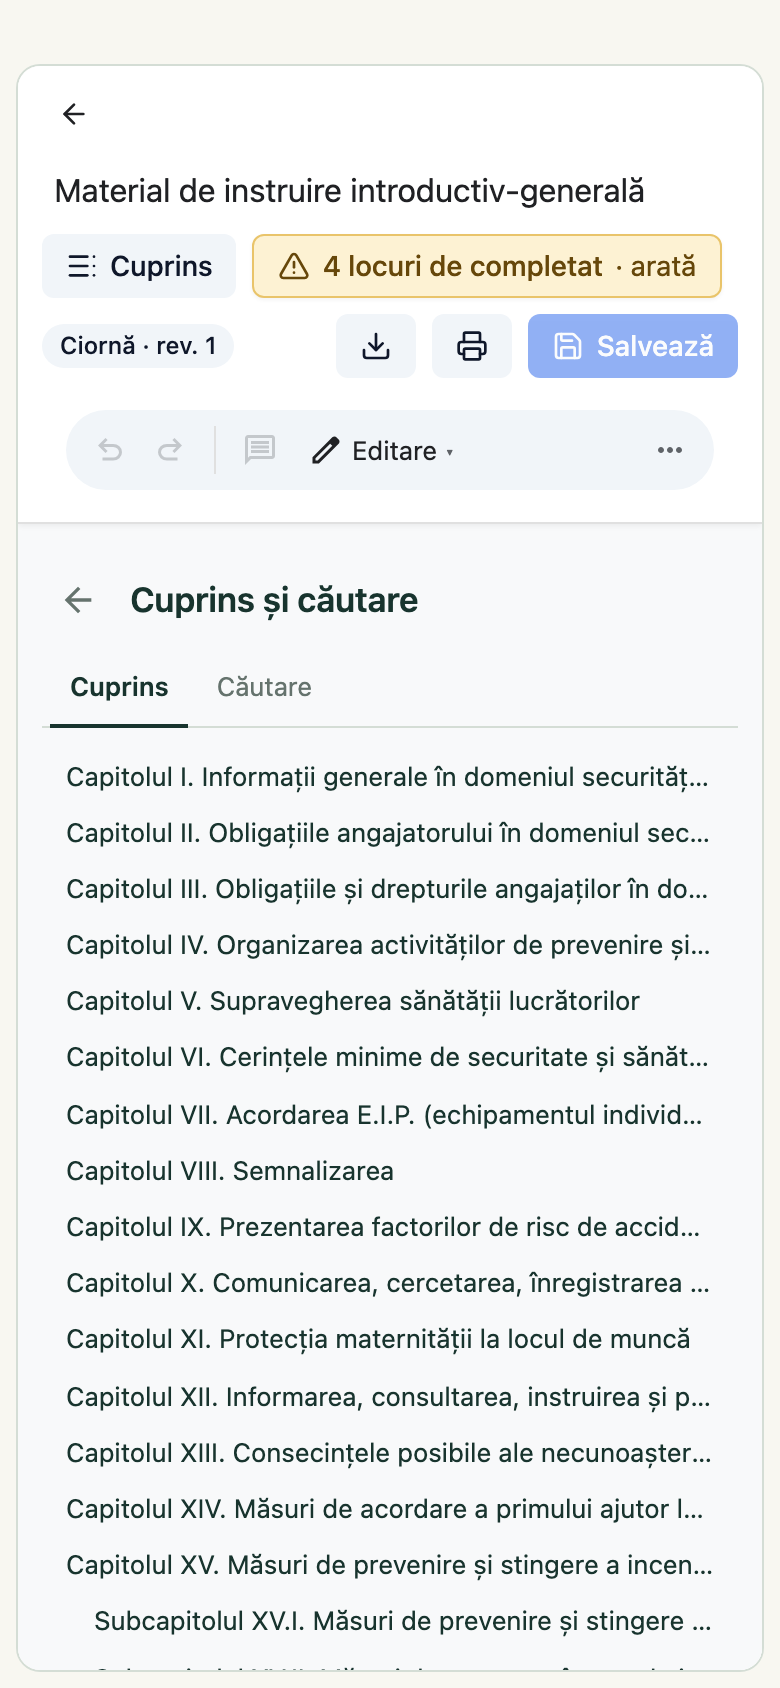 Material de instruire introductiv-generală
Cuprins
4 locuri de completat · arată
Ciornă · rev. 1
Salvează
Editare
Cuprins și căutare
Cuprins
Căutare
Capitolul I. Informații generale în domeniul securităț...
Capitolul II. Obligațiile angajatorului în domeniul sec...
Capitolul III. Obligațiile și drepturile angajaților în do...
Capitolul IV. Organizarea activităților de prevenire și...
Capitolul V. Supravegherea sănătății lucrătorilor
Capitolul VI. Cerințele minime de securitate și sănăt...
Capitolul VII. Acordarea E.I.P. (echipamentul individ...
Capitolul VIII. Semnalizarea
Capitolul IX. Prezentarea factorilor de risc de accid...
Capitolul X. Comunicarea, cercetarea, înregistrarea ...
Capitolul XI. Protecția maternității la locul de muncă
Capitolul XII. Informarea, consultarea, instruirea și p...
Capitolul XIII. Consecințele posibile ale necunoașter...
Capitolul XIV. Măsuri de acordare a primului ajutor l...
Capitolul XV. Măsuri de prevenire și stingere a incen...
Subcapitolul XV.I. Măsuri de prevenire și stingere ...